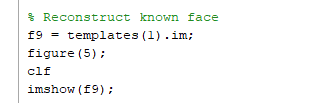 % Reconstruct known face
f9 = templates(1).im;
figure(5);
clf
imshow(f9);